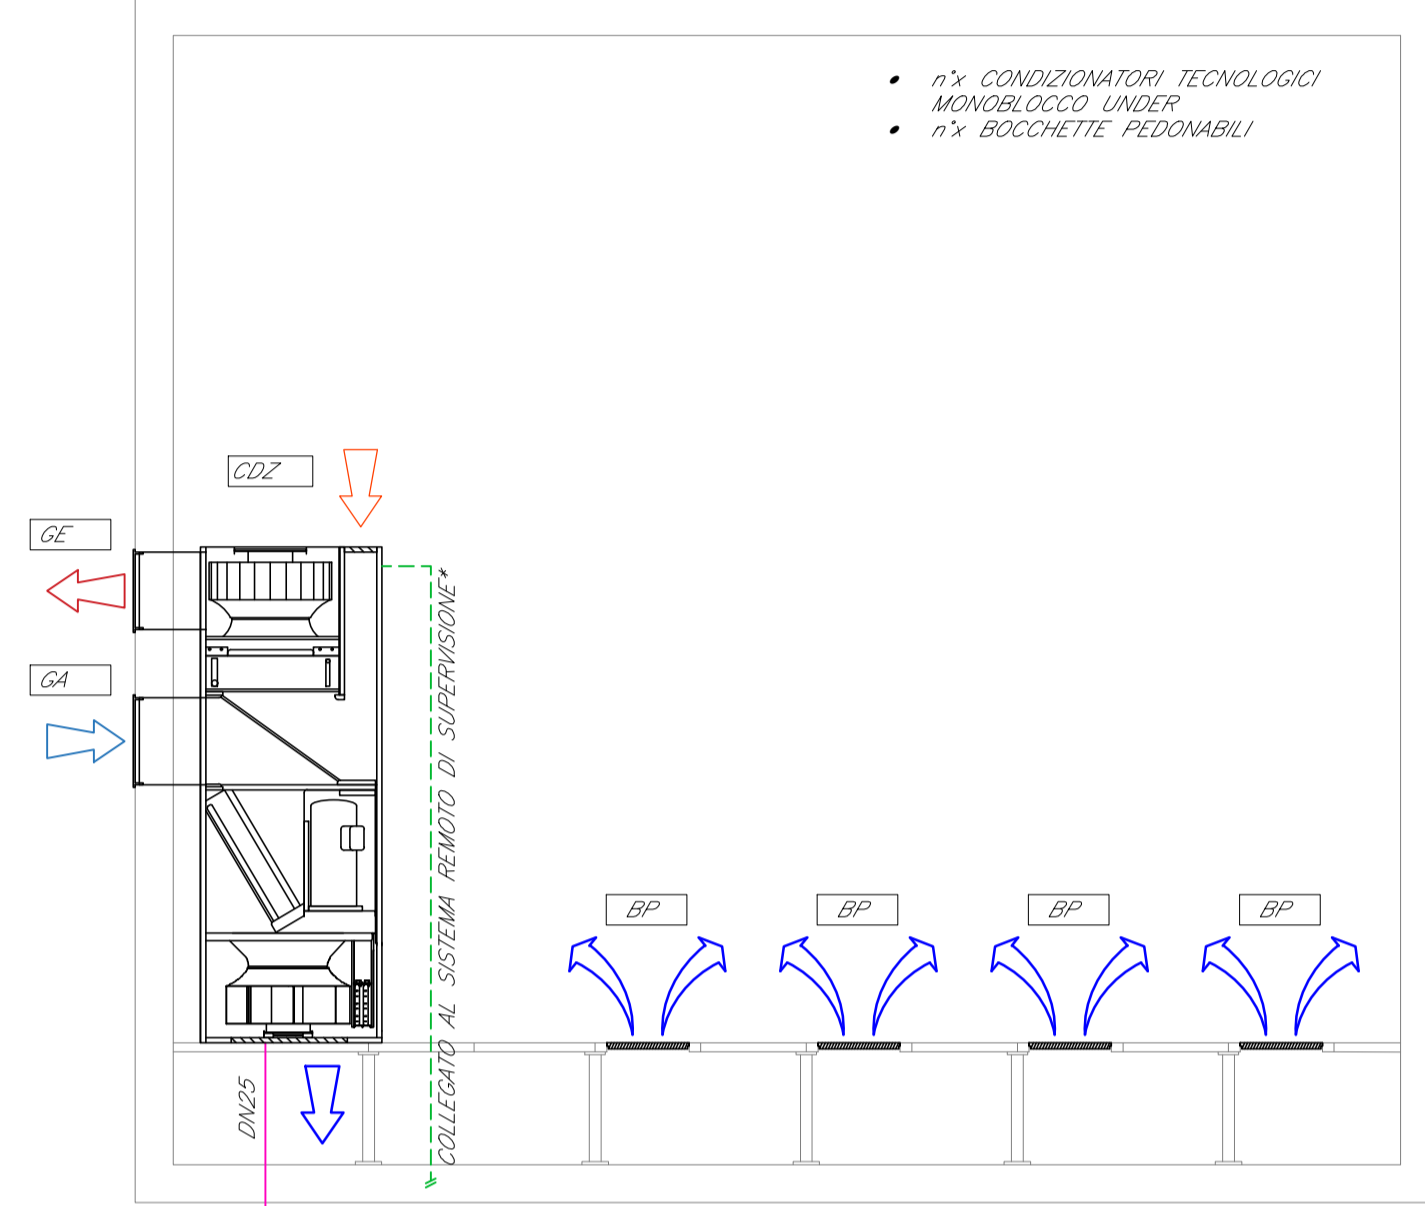 • n°x CONDIZIONATORI TECNOLOGICI
MONOBLOCCO UNDER
• n°x BOCCHETTE PEDONABILI
CDZ
GE
GA
COLLEGATO AL SISTEMA REMOTO DI SUPERVISIONE*
BP
BP
BP
BP
DN25